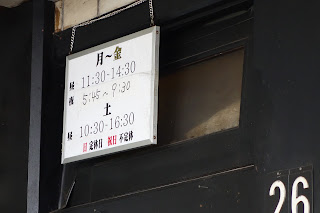 月～金
昼 11:30-14:30
夜 5:45～9:30
土
昼 10:30-16:30
定休日 祝日 不定休
26